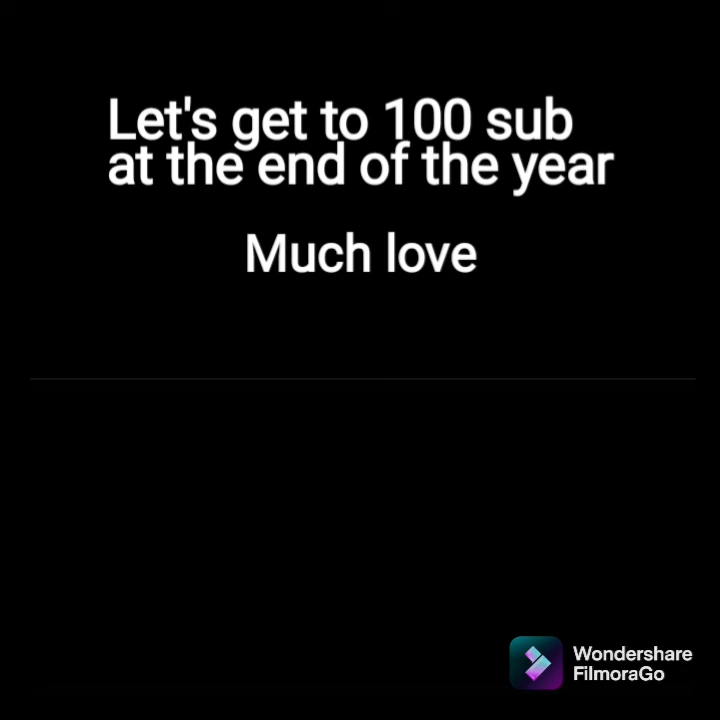 Let's get to 100 sub
at the end of the year
Much love
Wondershare
FilmoraGo